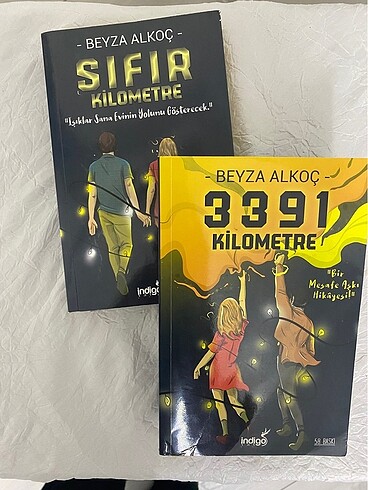 - BEYZA ALKOÇ -
SIFIR
KİLOMETRE
"Işıklar Sana Evinin Yolunu Gösterecek."
indigo
- BEYZA ALKOÇ -
3391
KİLOMETRE
"Bir
Mesafe Aşkı
Hikâyesi"
indigo